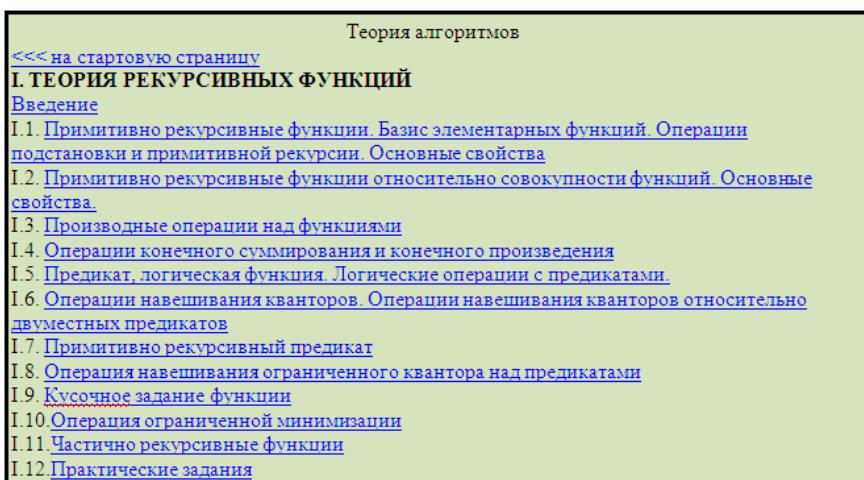 Теория алгоритмов
<<< на стартовую страницу
I. ТЕОРИЯ РЕКУРСИВНЫХ ФУНКЦИЙ
Введение
I.1. Примитивно рекурсивные функции. Базис элементарных функций. Операции
подстановки и примитивной рекурсии. Основные свойства
I.2. Примитивно рекурсивные функции относительно совокупности функций. Основные
свойства.
I.3. Производные операции над функциями
I.4. Операции конечного суммирования и конечного произведения
I.5. Предикат, логическая функция. Логические операции с предикатами.
I.6. Операции навешивания кванторов. Операции навешивания кванторов относительно
двуместных предикатов
I.7. Примитивно рекурсивный предикат
I.8. Операция навешивания ограниченного квантора над предикатами
I.9. Кусочное задание функции
I.10.Операция ограниченной минимизации
I.11.Частично рекурсивные функции
I.12.Практические задания